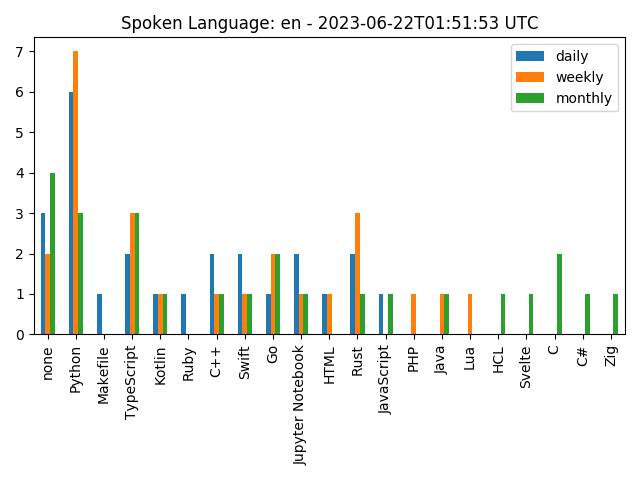 Spoken Language: en - 2023-06-22T01:51:53 UTC
daily
weekly
monthly
7
6
5
4
3
2
1
0
none
Python
Makefile
TypeScript
Kotlin
Ruby
C++
Swift
Go
Jupyter Notebook
HTML
Rust
JavaScript
PHP
Java
Lua
HCL
Svelte
C
C#
Zig